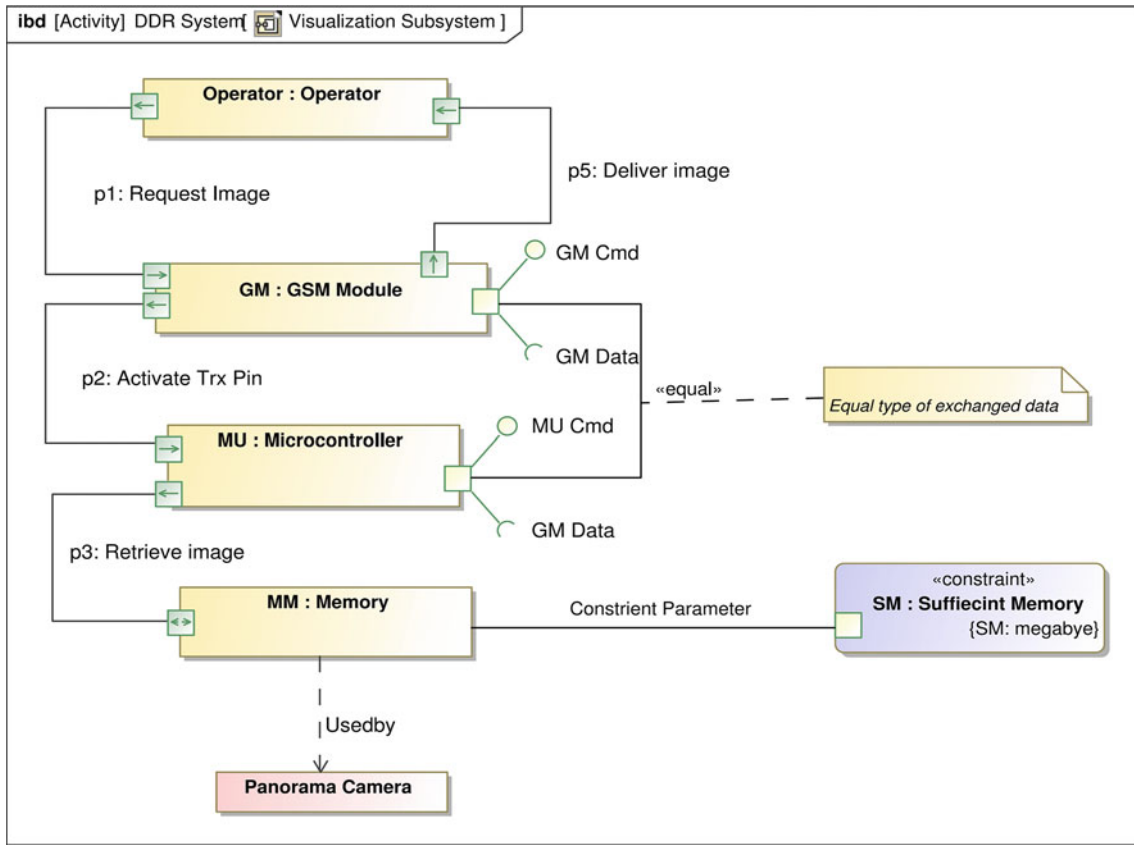 ibd [Activity] DDR System[ Visualization Subsystem ]
Operator : Operator
p1: Request Image
p5: Deliver image
GM Cmd
GM : GSM Module
GM Data
p2: Activate Trx Pin
«equal»
Equal type of exchanged data
MU Cmd
MU : Microcontroller
GM Data
p3: Retrieve image
MM : Memory
Constrient Parameter
«constraint»
SM : Suffiecint Memory
{SM: megabye}
Usedby
Panorama Camera